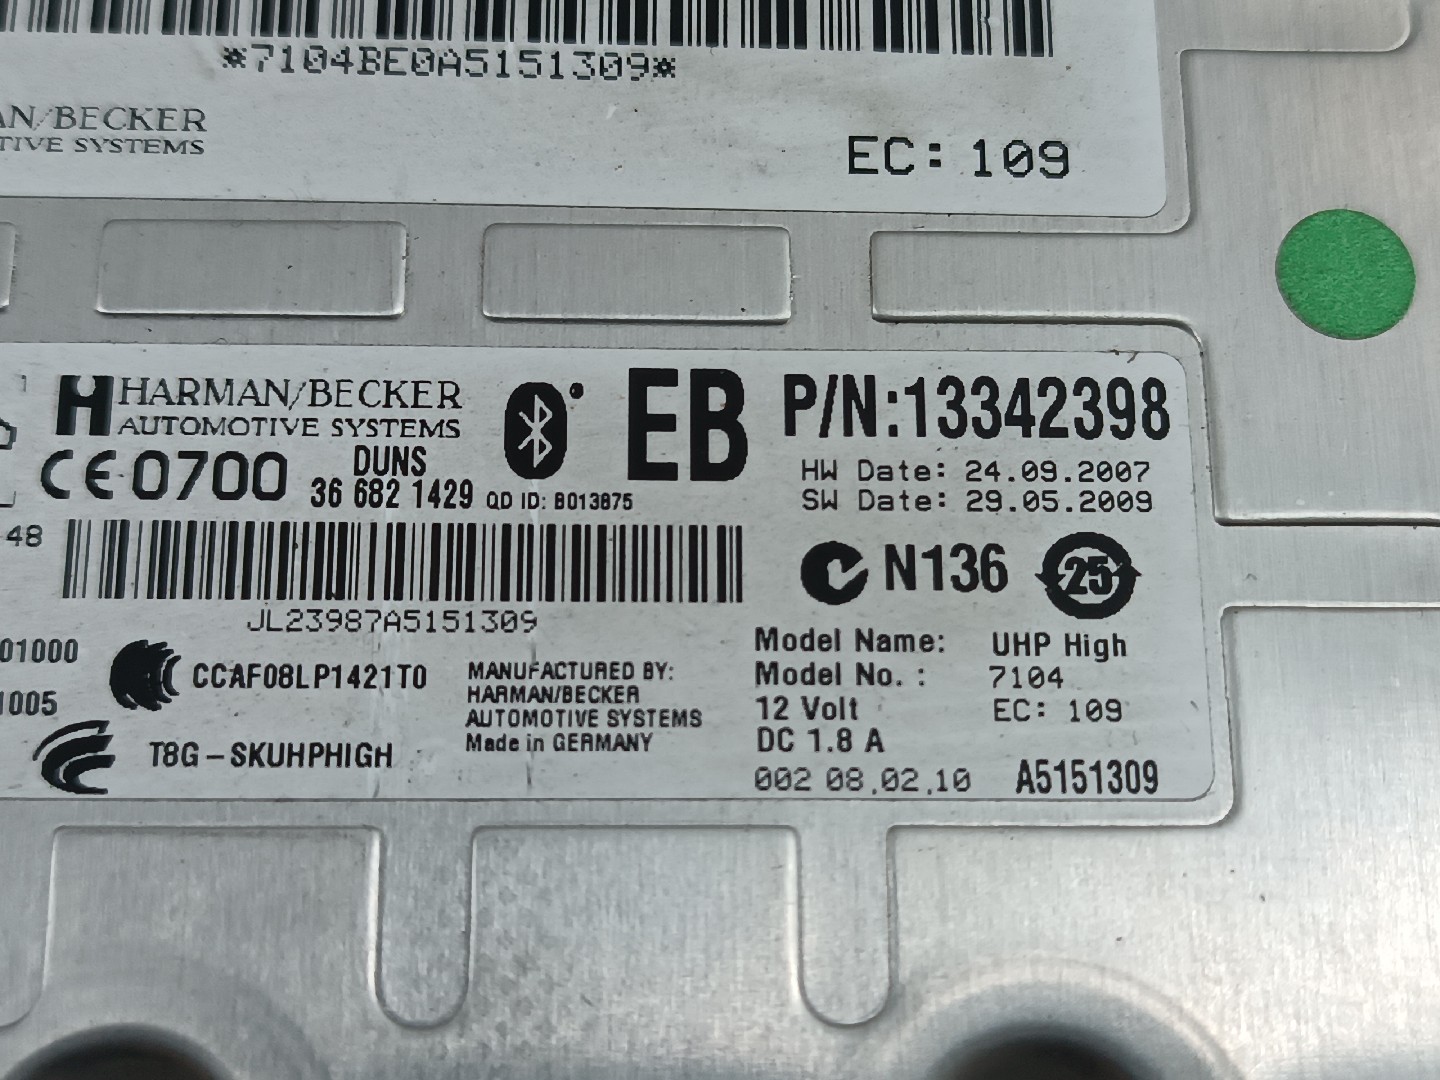 *7104BE0A5151309*
AN/BECKER
TIVE SYSTEMS
EC: 109
HARMAN/BECKER
AUTOMOTIVE SYSTEMS
CE 0700
DUNS
36 682 1429
QD ID: B013875
EB
P/N:13342398
HW Date: 24.09.2007
SW Date: 29.05.2009
N136
25
48
JL23987A5151309
01000
1005
CCAF08LP1421T0
T8G-SKUHPHIGH
MANUFACTURED BY:
HARMAN/BECKER
AUTOMOTIVE SYSTEMS
Made in GERMANY
Model Name: UHP High
Model No. : 7104
12 Volt EC: 109
DC 1.8 A
002 08.02.10 A5151309